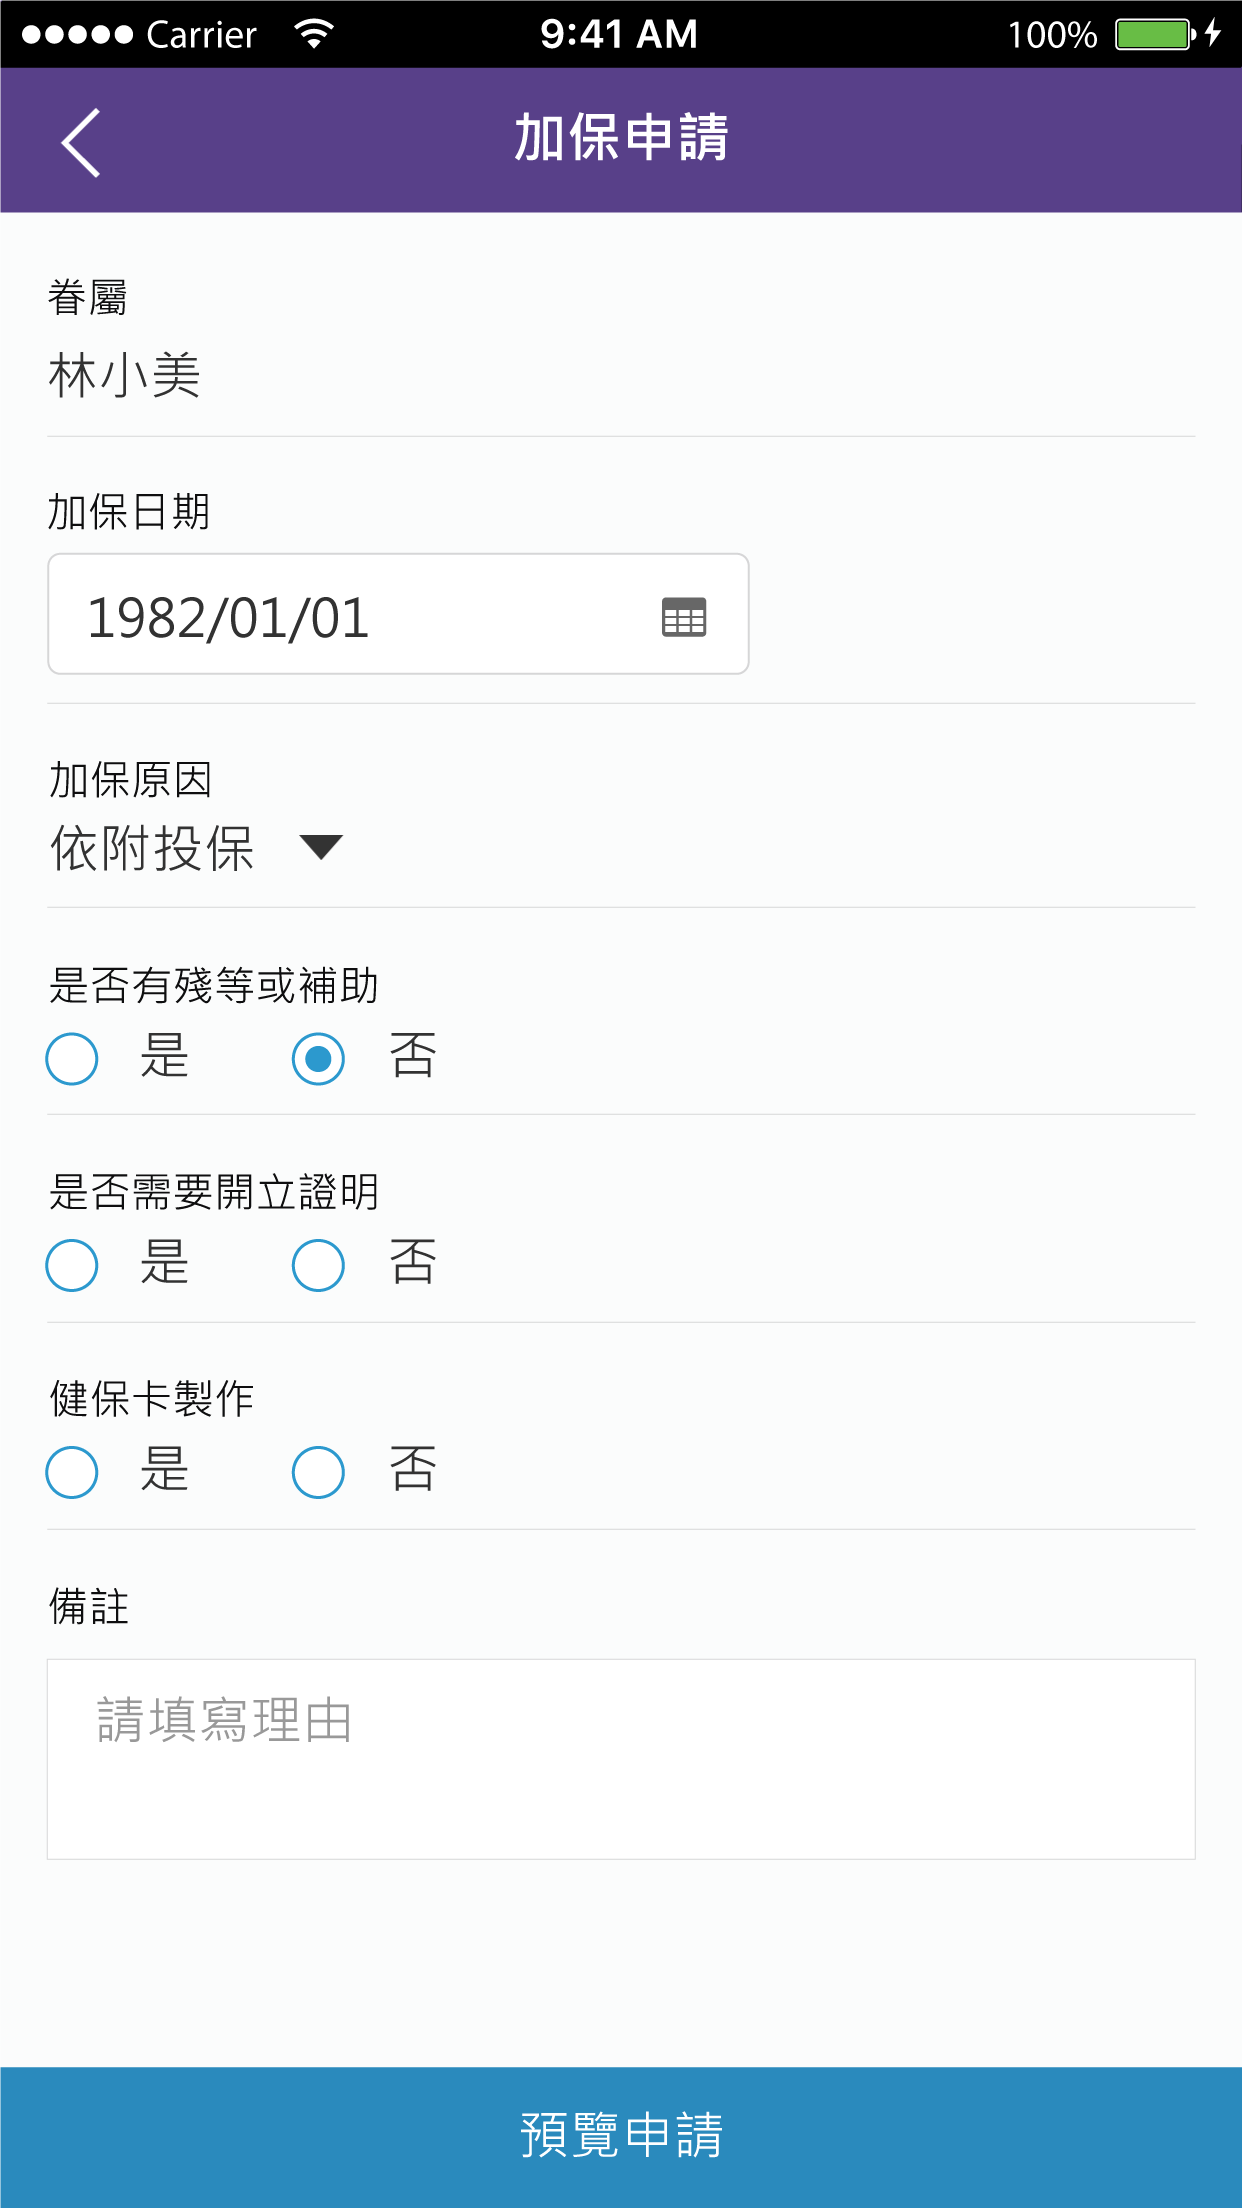 Carrier 9:41 AM 100%
加保申請
眷屬
林小美
加保日期
1982/01/01
加保原因
依附投保
是否有殘等或補助
是 否
是否需要開立證明
是 否
健保卡製作
是 否
備註
請填寫理由
預覽申請